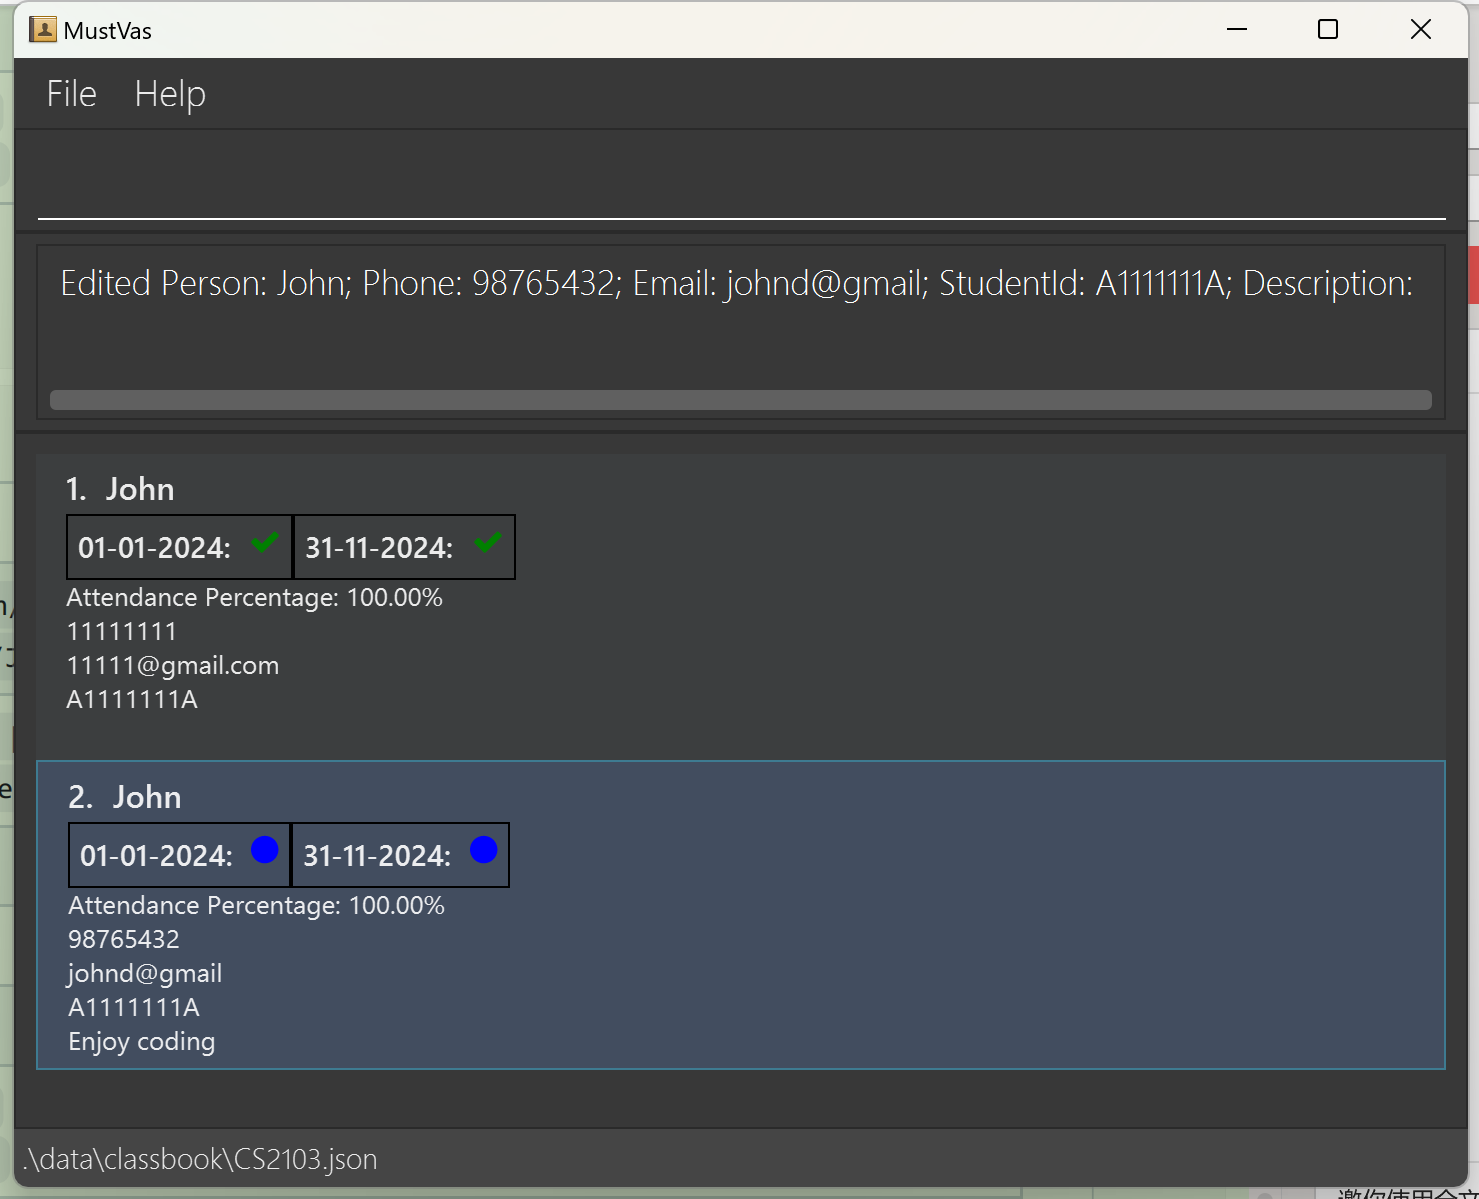 MustVas
File Help
Edited Person: John; Phone: 98765432; Email: johnd@gmail; StudentId: A1111111A; Description:
1. John
01-01-2024: 31-11-2024:
Attendance Percentage: 100.00%
11111111
11111@gmail.com
A1111111A
2. John
01-01-2024: 31-11-2024:
Attendance Percentage: 100.00%
98765432
johnd@gmail
A1111111A
Enjoy coding
.\data\classbook\CS2103.json